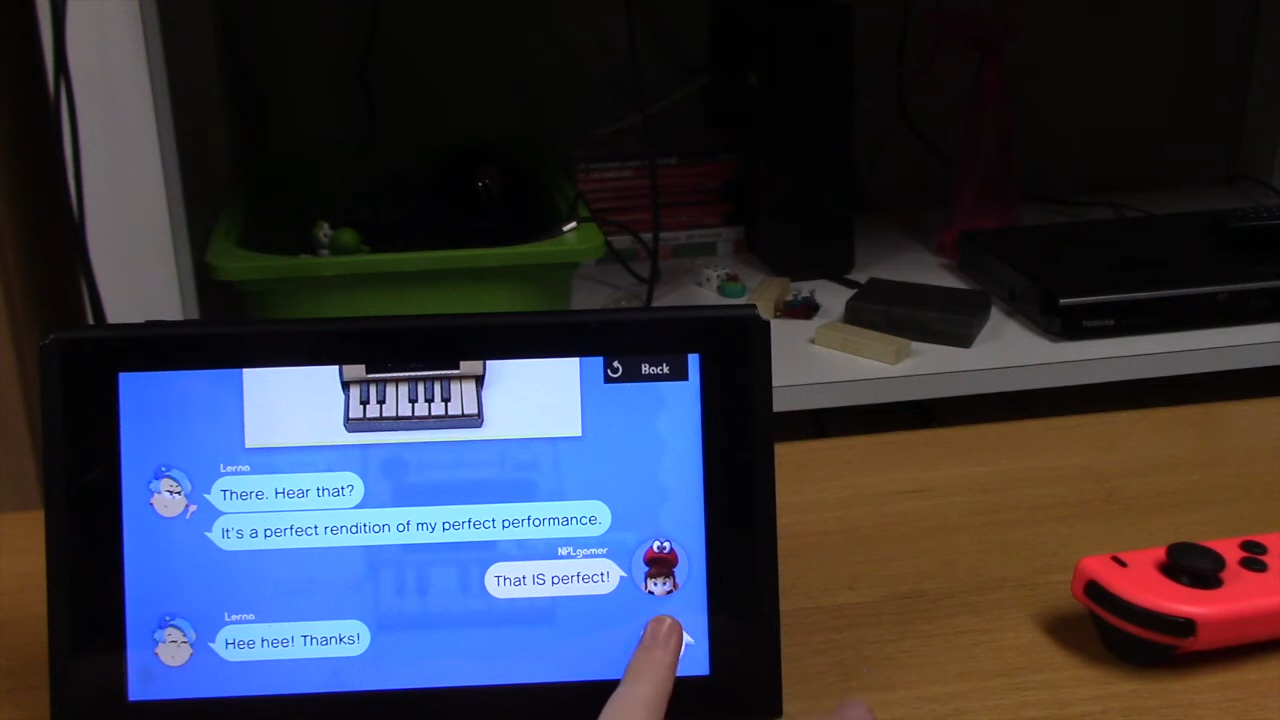 Back
Lerna
There. Hear that?
It's a perfect rendition of my perfect performance.
NPLgamer
That IS perfect!
Lerna
Hee hee! Thanks!
TOSHIBA